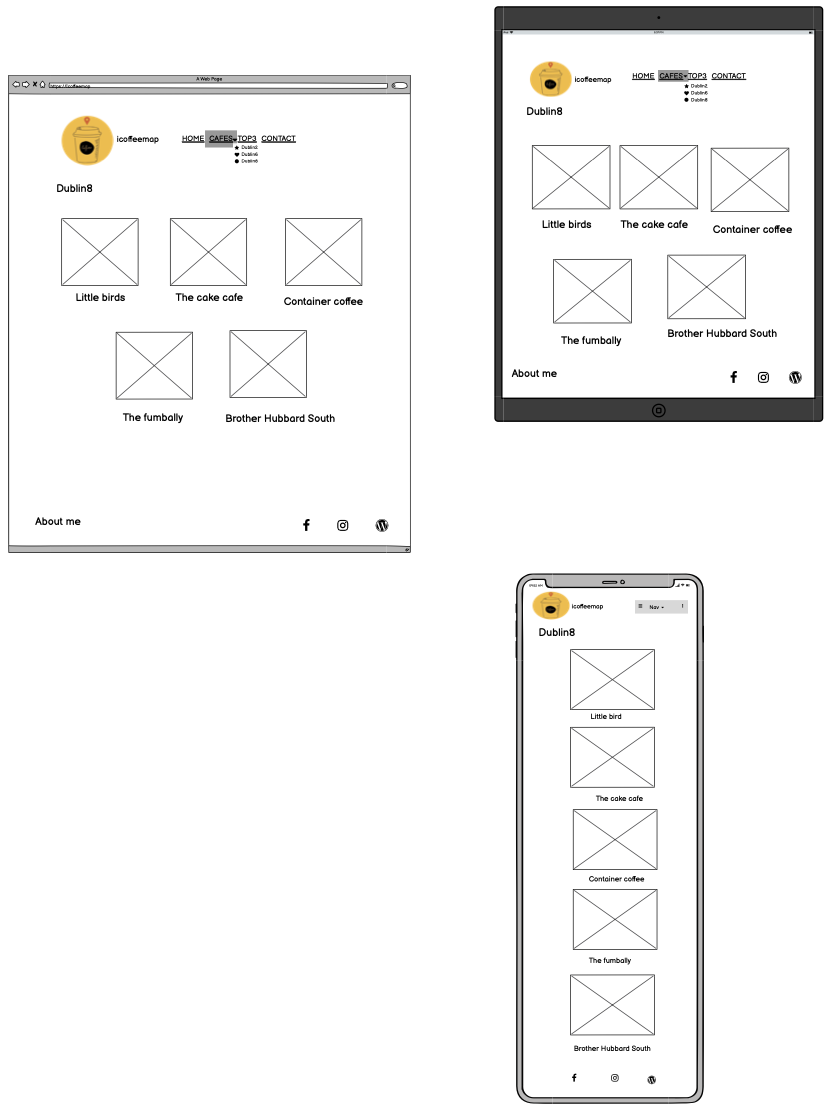 A Web Page
https://icoffeemap
icoffeemap
HOME CAFES TOP3 CONTACT
Dublin2
Dublin6
Dublin8
Dublin8
Little birds The cake cafe Container coffee
The fumbally Brother Hubbard South
About me
icoffeemap
HOME CAFES TOP3 CONTACT
Dublin2
Dublin6
Dublin8
Dublin8
Little birds The cake cafe Container coffee
The fumbally Brother Hubbard South
About me
icoffeemap Nav
Dublin8
Little bird
The cake cafe
Container coffee
The fumbally
Brother Hubbard South